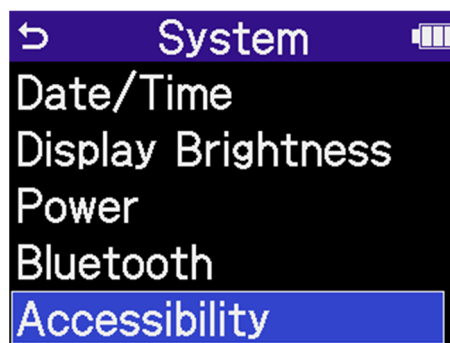 System
Date/Time
Display Brightness
Power
Bluetooth
Accessibility